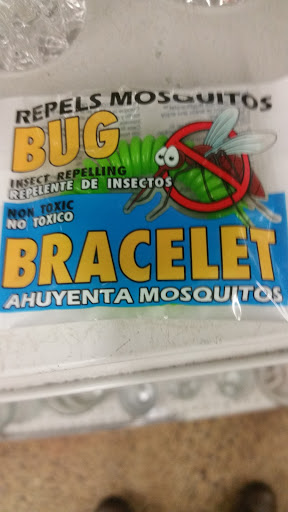 REPELS MOSQUITOS
BUG
INSECT REPELLING
REPELENTE DE INSECTOS
NON TOXIC
NO TOXICO
BRACELET
AHUYENTA MOSQUITOS